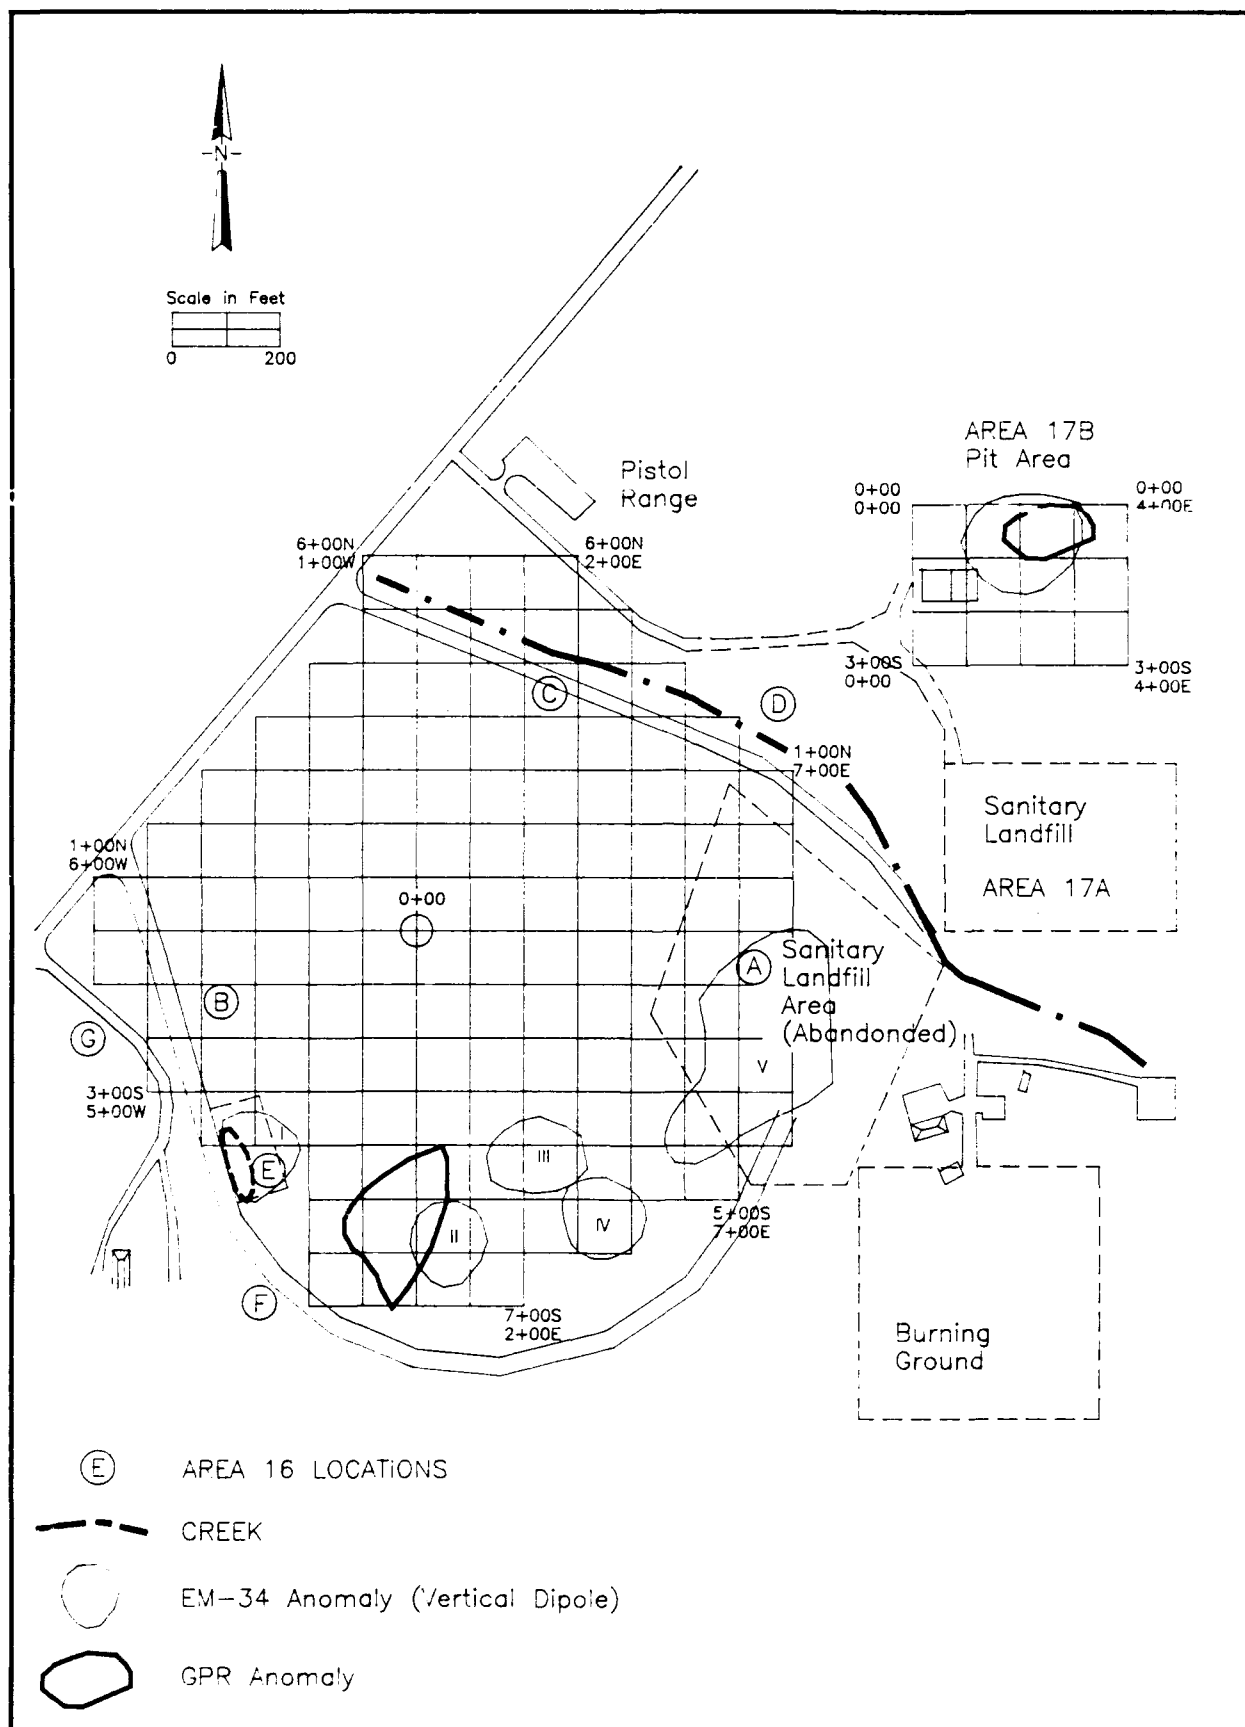 -N-
Scale in Feet
0 200
AREA 17B
Pit Area
Pistol
Range
0+00
0+00
0+00
4+00E
6+00N
1+00W
6+00N
2+00E
3+00S
0+00
3+00S
4+00E
C
D
1+00N
7+00E
Sanitary
Landfill
AREA 17A
1+00N
6+00W
0+00
A
Sanitary
Landfill
Area
(Abandonded)
B
G
V
3+00S
5+00W
I
E
III
IV
II
5+00S
7+00E
F
7+00S
2+00E
Burning
Ground
E AREA 16 LOCATIONS
CREEK
EM-34 Anomaly (Vertical Dipole)
GPR Anomaly